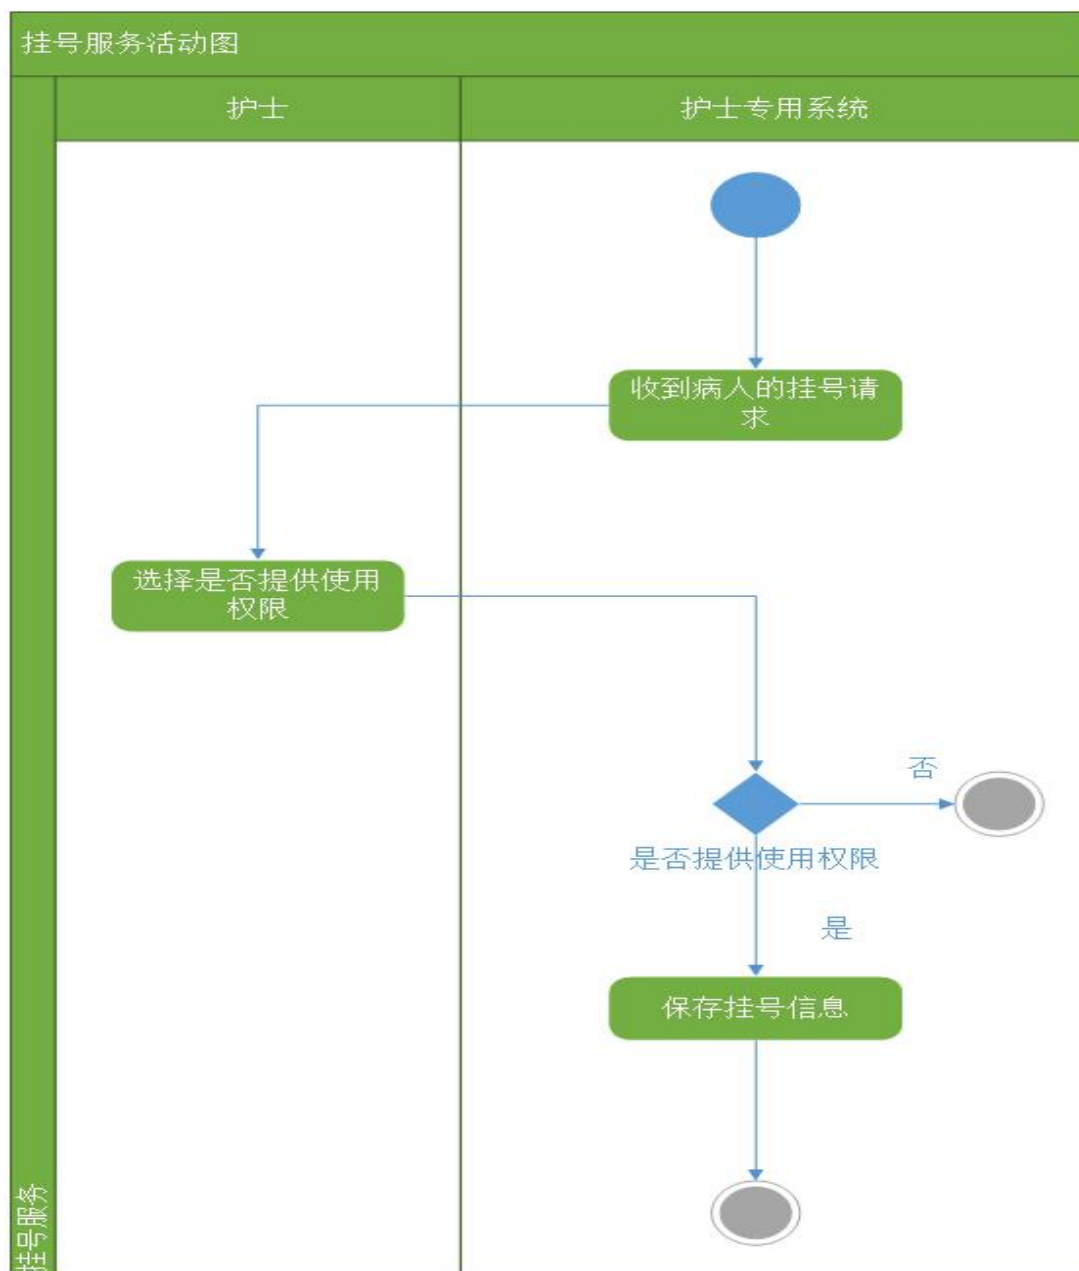 挂号服务活动图
护士
护士专用系统
收到病人的挂号请
求
选择是否提供使用
权限
否
是否提供使用权限
是
保存挂号信息
挂号服务